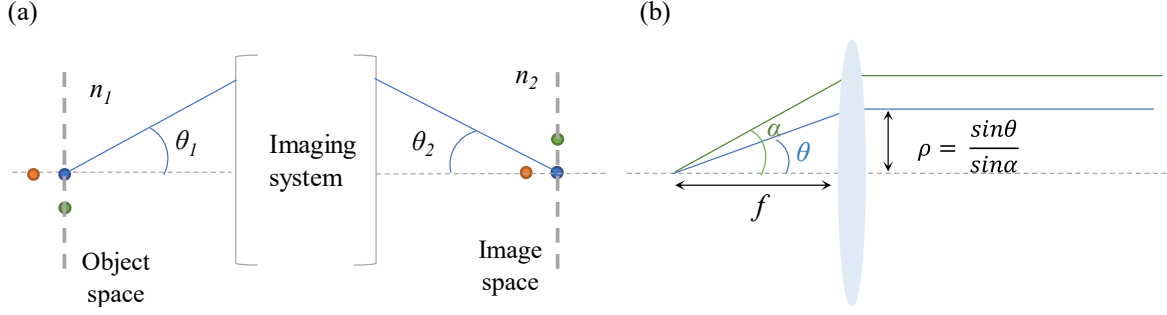 (a)
n1
θ1
Imaging
system
n2
θ2
Object
space
Image
space
(b)
α
θ
ρ = sinθ / sinα
f